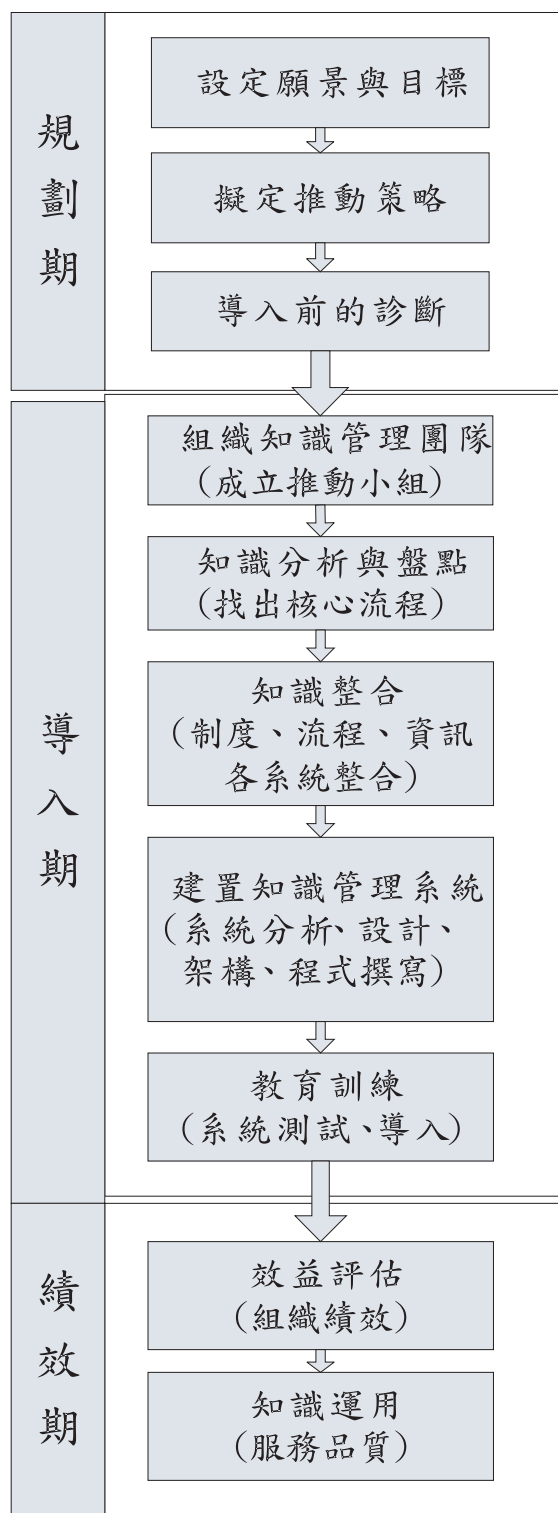 規劃期
設定願景與目標
擬定推動策略
導入前的診斷
導入期
組織知識管理團隊
(成立推動小組)
知識分析與盤點
(找出核心流程)
知識整合
(制度、流程、資訊
各系統整合)
建置知識管理系統
(系統分析、設計、
架構、程式撰寫)
教育訓練
(系統測試、導入)
績效期
效益評估
(組織績效)
知識運用
(服務品質)